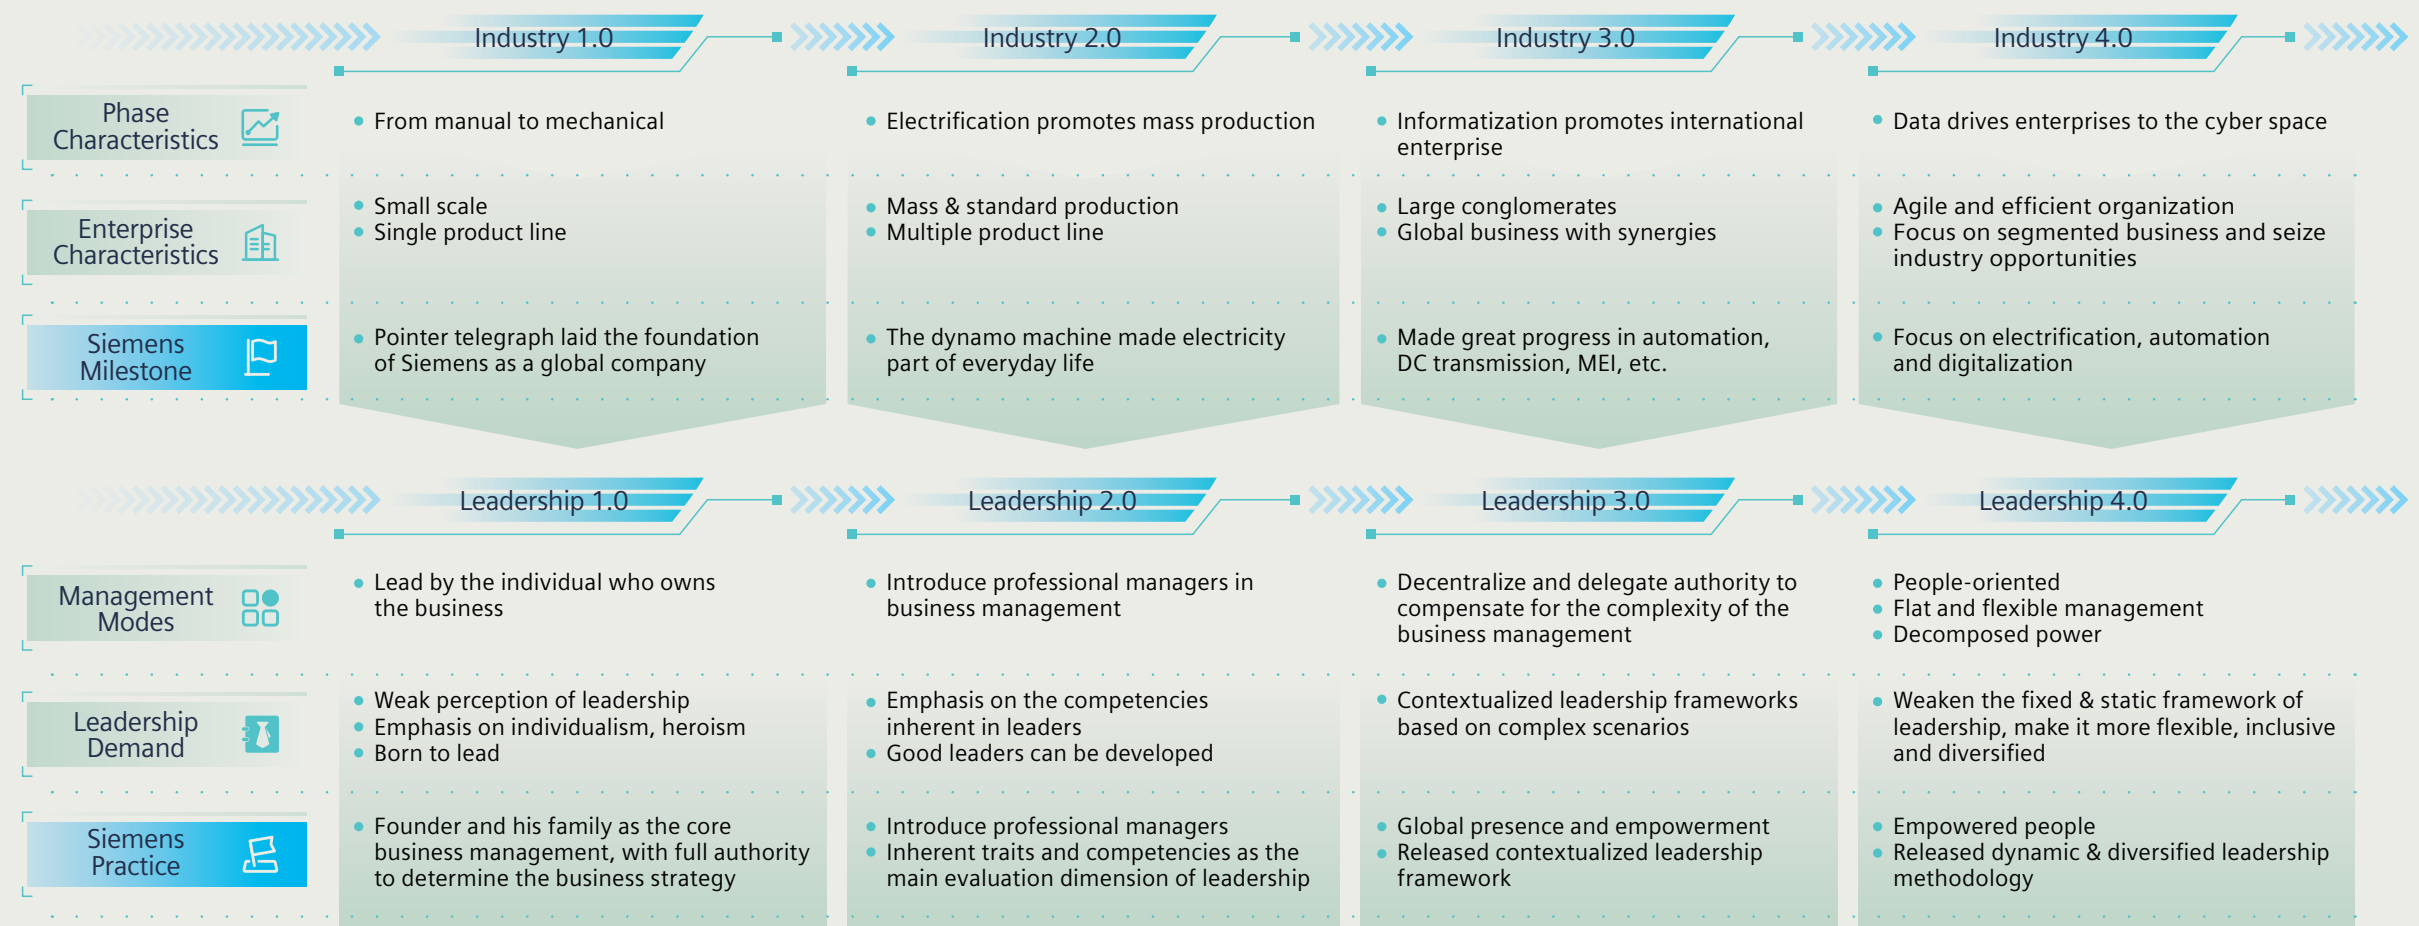 Industry 1.0
Industry 2.0
Industry 3.0
Industry 4.0
Phase
Characteristics
• From manual to mechanical
• Electrification promotes mass production
• Informatization promotes international
enterprise
• Data drives enterprises to the cyber space
Enterprise
Characteristics
• Small scale
• Single product line
• Mass & standard production
• Multiple product line
• Large conglomerates
• Global business with synergies
• Agile and efficient organization
• Focus on segmented business and seize
industry opportunities
Siemens
Milestone
• Pointer telegraph laid the foundation
of Siemens as a global company
• The dynamo machine made electricity
part of everyday life
• Made great progress in automation,
DC transmission, MEI, etc.
• Focus on electrification, automation
and digitalization
Leadership 1.0
Leadership 2.0
Leadership 3.0
Leadership 4.0
Management
Modes
• Lead by the individual who owns
the business
• Introduce professional managers in
business management
• Decentralize and delegate authority to
compensate for the complexity of the
business management
• People-oriented
• Flat and flexible management
• Decomposed power
Leadership
Demand
• Weak perception of leadership
• Emphasis on individualism, heroism
• Born to lead
• Emphasis on the competencies
inherent in leaders
• Good leaders can be developed
• Contextualized leadership frameworks
based on complex scenarios
• Weaken the fixed & static framework of
leadership, make it more flexible, inclusive
and diversified
Siemens
Practice
• Founder and his family as the core
business management, with full authority
to determine the business strategy
• Introduce professional managers
• Inherent traits and competencies as the
main evaluation dimension of leadership
• Global presence and empowerment
• Released contextualized leadership
framework
• Empowered people
• Released dynamic & diversified leadership
methodology